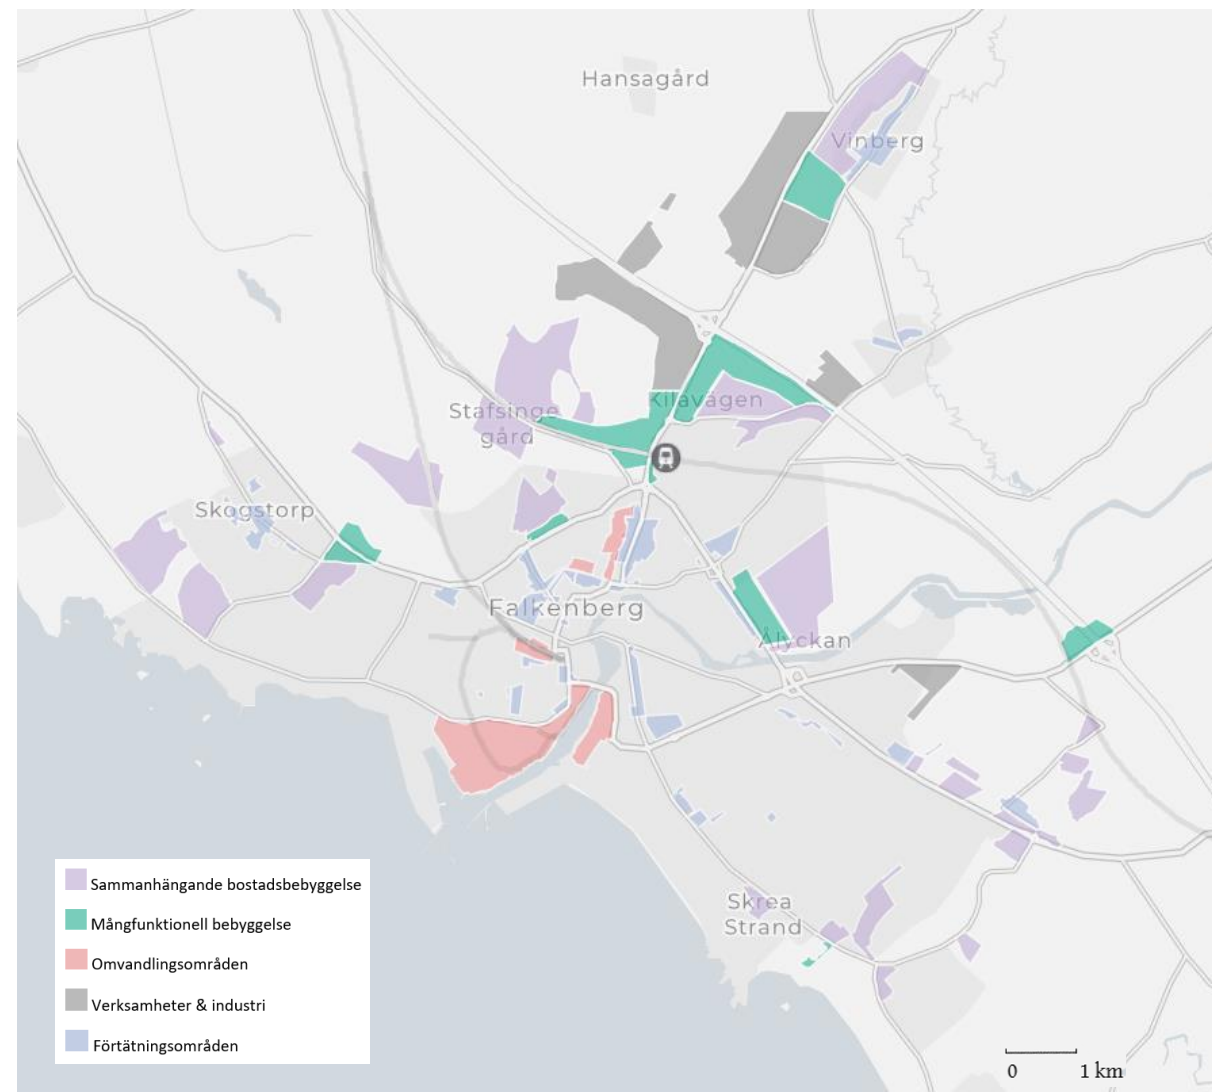 Hansagård
Vinberg
Kilavägen
Stafsinge
gård
Skogstorp
Falkenberg
Ålyckan
Skrea
Strand
Sammanhängande bostadsbebyggelse
Mångfunktionell bebyggelse
Omvandlingsområden
Verksamheter & industri
Förtätningsområden
0 1 km